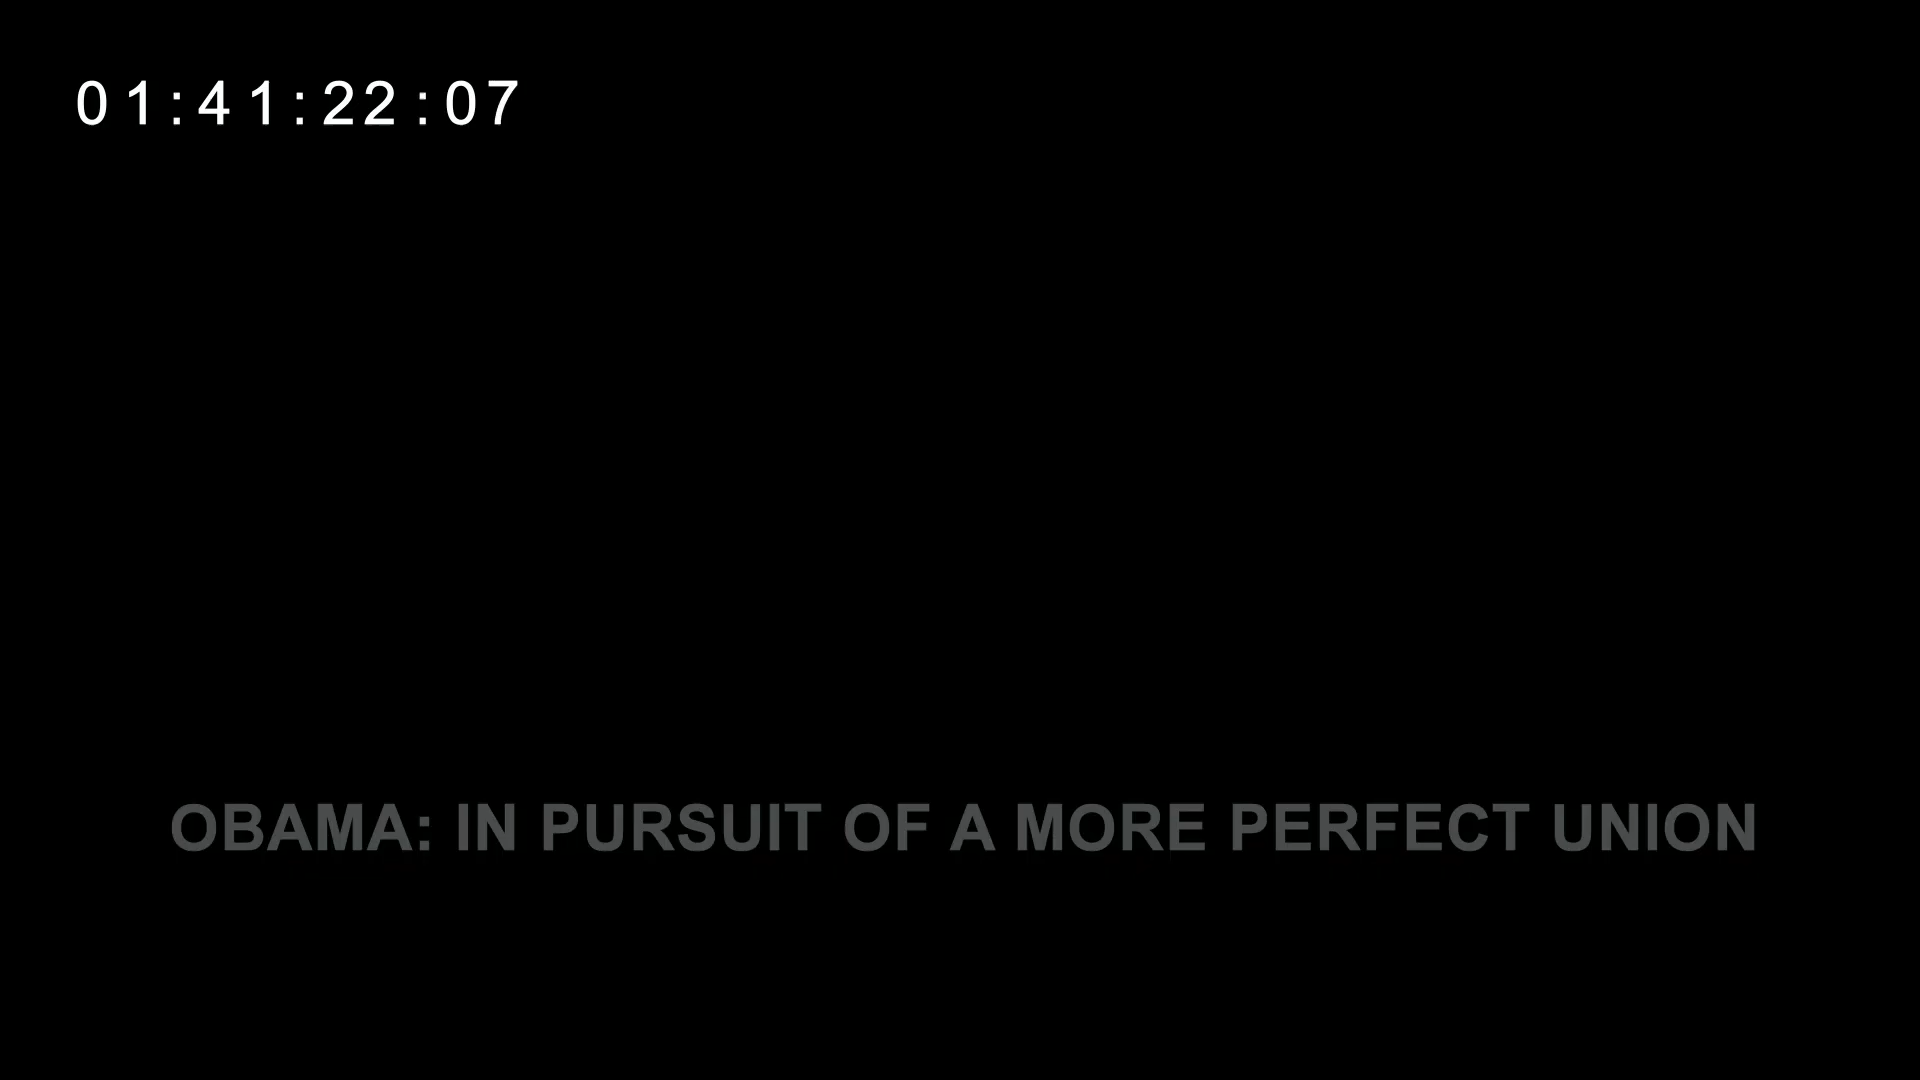 01:41:22:07
OBAMA: IN PURSUIT OF A MORE PERFECT UNION